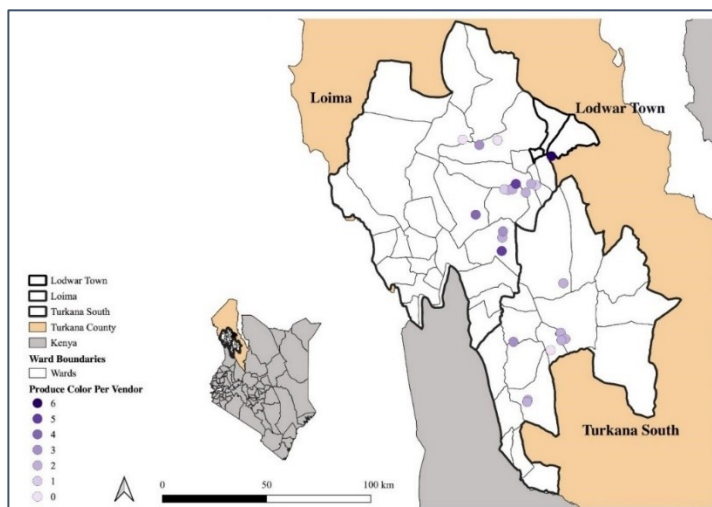 Loima
Lodwar Town
Lodwar Town
Loima
Turkana South
Turkana County
Kenya
Ward Boundaries
Wards
Produce Color Per Vendor
6
5
4
3
2
1
0
Turkana South
0 50 100 km